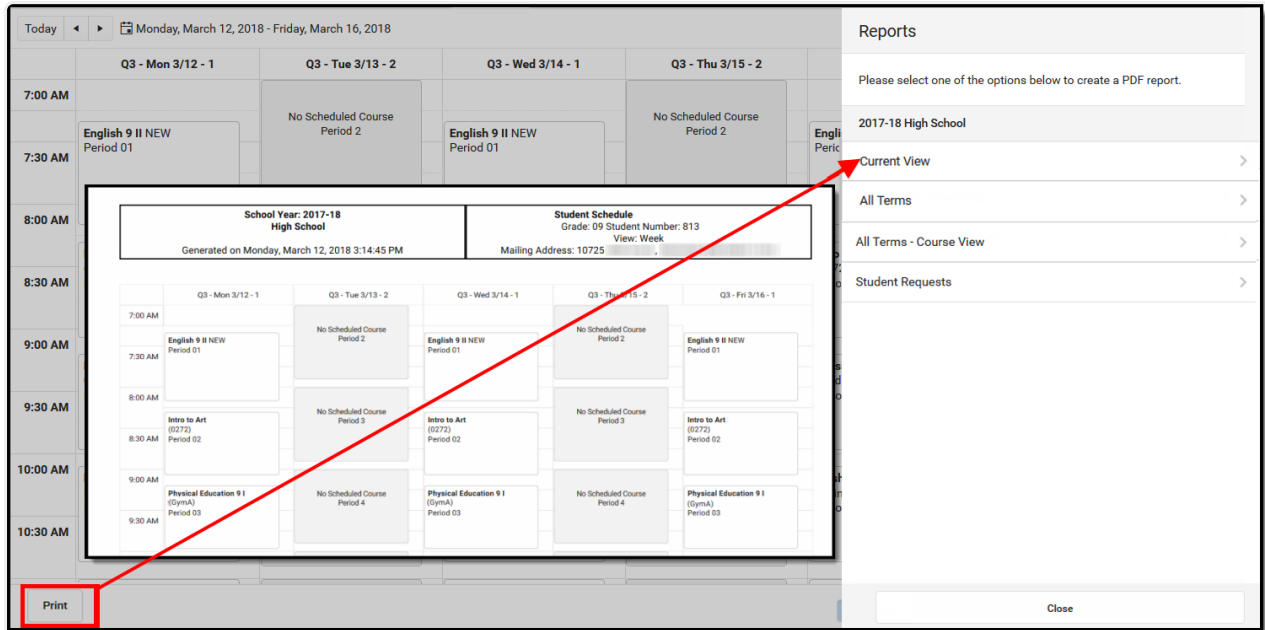 Today
Monday, March 12, 2018 - Friday, March 16, 2018
Q3 - Mon 3/12 - 1
Q3 - Tue 3/13 - 2
Q3 - Wed 3/14 - 1
Q3 - Thu 3/15 - 2
7:00 AM
7:30 AM
8:00 AM
8:30 AM
9:00 AM
9:30 AM
10:00 AM
10:30 AM
English 9 II NEW
Period 01
No Scheduled Course
Period 2
English 9 II NEW
Period 01
No Scheduled Course
Period 2
Engli
Peric
School Year: 2017-18
High School
Generated on Monday, March 12, 2018 3:14:45 PM
Student Schedule
Grade: 09 Student Number: 813
View: Week
Mailing Address: 10725
Q3 - Mon 3/12 - 1
Q3 - Tue 3/13 - 2
Q3 - Wed 3/14 - 1
Q3 - Thu 3/15 - 2
Q3 - Fri 3/16 - 1
7:00 AM
7:30 AM
8:00 AM
8:30 AM
9:00 AM
9:30 AM
English 9 II NEW
Period 01
No Scheduled Course
Period 2
English 9 II NEW
Period 01
No Scheduled Course
Period 2
English 9 II NEW
Period 01
Intro to Art
(0272)
Period 02
No Scheduled Course
Period 3
Intro to Art
(0272)
Period 02
No Scheduled Course
Period 3
Intro to Art
(0272)
Period 02
Physical Education 9 I
(GymA)
Period 03
No Scheduled Course
Period 4
Physical Education 9 I
(GymA)
Period 03
No Scheduled Course
Period 4
Physical Education 9 I
(GymA)
Period 03
Print
Reports
Please select one of the options below to create a PDF report.
2017-18 High School
Current View
All Terms
All Terms - Course View
Student Requests
Close